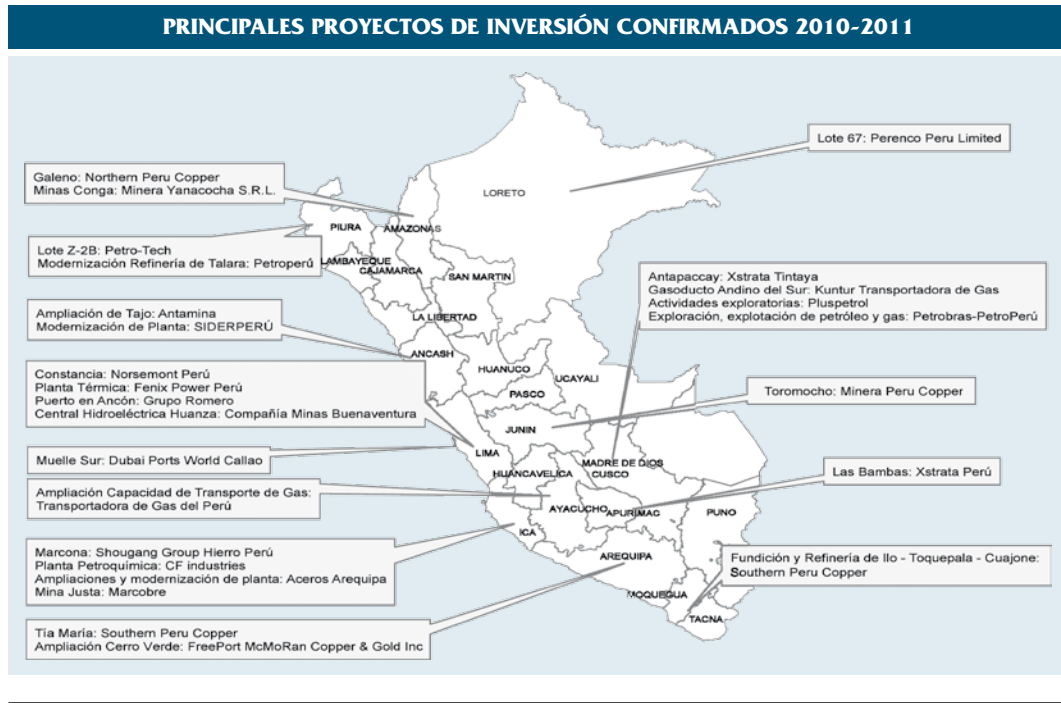 PRINCIPALES PROYECTOS DE INVERSIÓN CONFIRMADOS 2010-2011
Lote 67: Perenco Peru Limited
Galeno: Northern Peru Copper
Minas Conga: Minera Yanacocha S.R.L.
LORETO
PIURA
AMAZONAS
Lote Z-2B: Petro-Tech
Modernización Refinería de Talara: Petroperú
LAMBAYEQUE
CAJAMARCA
SAN MARTIN
Antapaccay: Xstrata Tintaya
Gasoducto Andino del Sur: Kuntur Transportadora de Gas
Actividades exploratorias: Pluspetrol
Exploración, explotación de petróleo y gas: Petrobras-PetroPerú
Ampliación de Tajo: Antamina
Modernización de Planta: SIDERPERÚ
LA LIBERTAD
ANCASH
HUANUCO
UCAYALI
PASCO
Constancia: Norsemont Perú
Planta Térmica: Fenix Power Perú
Puerto en Ancón: Grupo Romero
Central Hidroeléctrica Huanza: Compañía Minas Buenaventura
Toromocho: Minera Peru Copper
JUNIN
LIMA
Muelle Sur: Dubai Ports World Callao
HUANCAVELICA
MADRE DE DIOS
CUSCO
Las Bambas: Xstrata Perú
Ampliación Capacidad de Transporte de Gas:
Transportadora de Gas del Perú
AYACUCHO
APURIMAC
PUNO
ICA
Marcona: Shougang Group Hierro Perú
Planta Petroquímica: CF industries
Ampliaciones y modernización de planta: Aceros Arequipa
Mina Justa: Marcobre
AREQUIPA
Fundición y Refinería de Ilo - Toquepala - Cuajone:
Southern Peru Copper
MOQUEGUA
TACNA
Tia María: Southern Peru Copper
Ampliación Cerro Verde: FreePort McMoRan Copper & Gold Inc